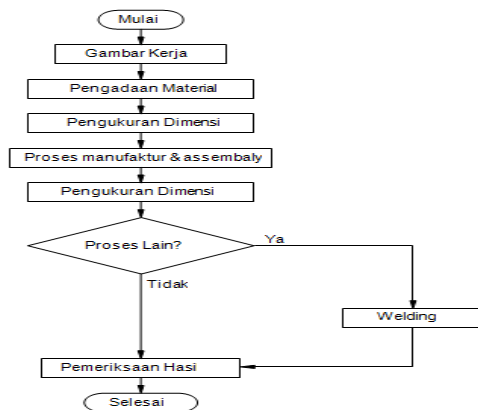 Mulai
Gambar Kerja
Pengadaan Material
Pengukuran Dimensi
Proses manufaktur & assembaly
Pengukuran Dimensi
Proses Lain?
Ya
Tidak
Welding
Pemeriksaan Hasi
Selesai